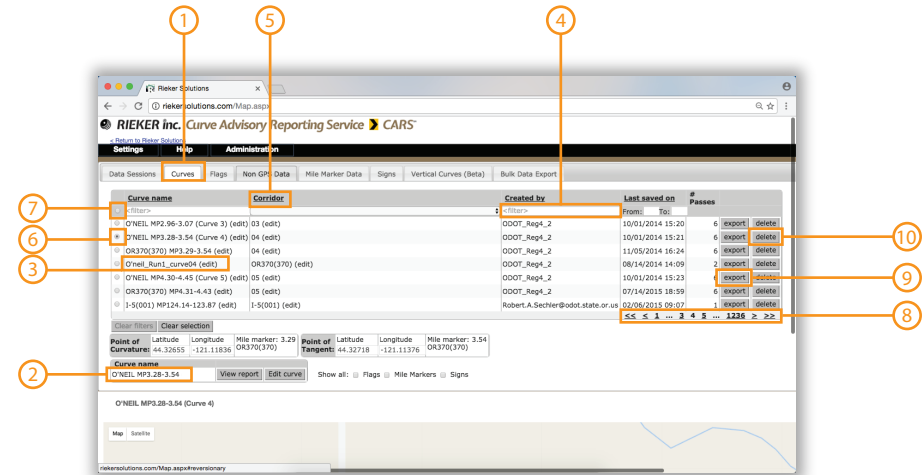 1
5
4
Rieker Solutions
riekersolutions.com/Map.aspx
RIEKER inc. Curve Advisory Reporting Service CARS
< Return to Rieker Solutions
Settings Help Administration
Data Sessions Curves Flags Non GPS Data Mile Marker Data Signs Vertical Curves (Beta) Bulk Data Export
Curve name Corridor Created by Last saved on # Passes
7
<filter> <filter> From: To:
O'NEIL MP2.96-3.07 (Curve 3) (edit) 03 (edit) ODOT_Reg4_2 10/01/2014 15:20 6 export delete
6
O'NEIL MP3.28-3.54 (Curve 4) (edit) 04 (edit) ODOT_Reg4_2 10/01/2014 15:21 6 export delete
10
OR370(370) MP3.29-3.54 (edit) 04 (edit) ODOT_Reg4_2 11/05/2014 16:24 6 export delete
3
O'neil_Run1_curve04 (edit) OR370(370) (edit) ODOT_Reg4_2 08/14/2014 14:09 2 export delete
O'NEIL MP4.30-4.45 (Curve 5) (edit) 05 (edit) ODOT_Reg4_2 10/01/2014 15:23 export delete
9
OR370(370) MP4.31-4.43 (edit) 05 (edit) ODOT_Reg4_2 07/14/2015 18:59 6 export delete
I-5(001) MP124.14-123.87 (edit) I-5(001) (edit) Robert.A.Sechler@odot.state.or.us 02/06/2015 09:07 1 export delete
<< < 1 ... 3 4 5 ... 1236 > >>
8
Clear filters Clear selection
Point of Curvature: Latitude 44.32655 Longitude -121.11836 Mile marker: 3.29 OR370(370) Point of Tangent: Latitude 44.32718 Longitude -121.11376 Mile marker: 3.54 OR370(370)
Curve name
2
O'NEIL MP3.28-3.54 View report Edit curve Show all: Flags Mile Markers Signs
O'NEIL MP3.28-3.54 (Curve 4)
Map Satellite
riekersolutions.com/Map.aspx#reversionary